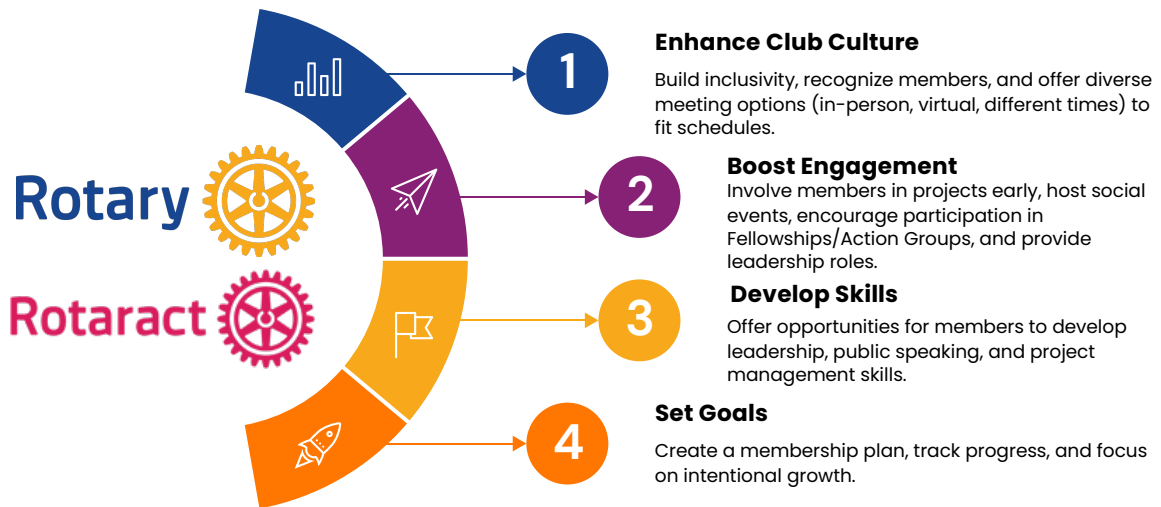 Rotary
Rotaract
1
Enhance Club Culture
Build inclusivity, recognize members, and offer diverse
meeting options (in-person, virtual, different times) to
fit schedules.
2
Boost Engagement
Involve members in projects early, host social
events, encourage participation in
Fellowships/Action Groups, and provide
leadership roles.
3
Develop Skills
Offer opportunities for members to develop
leadership, public speaking, and project
management skills.
4
Set Goals
Create a membership plan, track progress, and focus
on intentional growth.